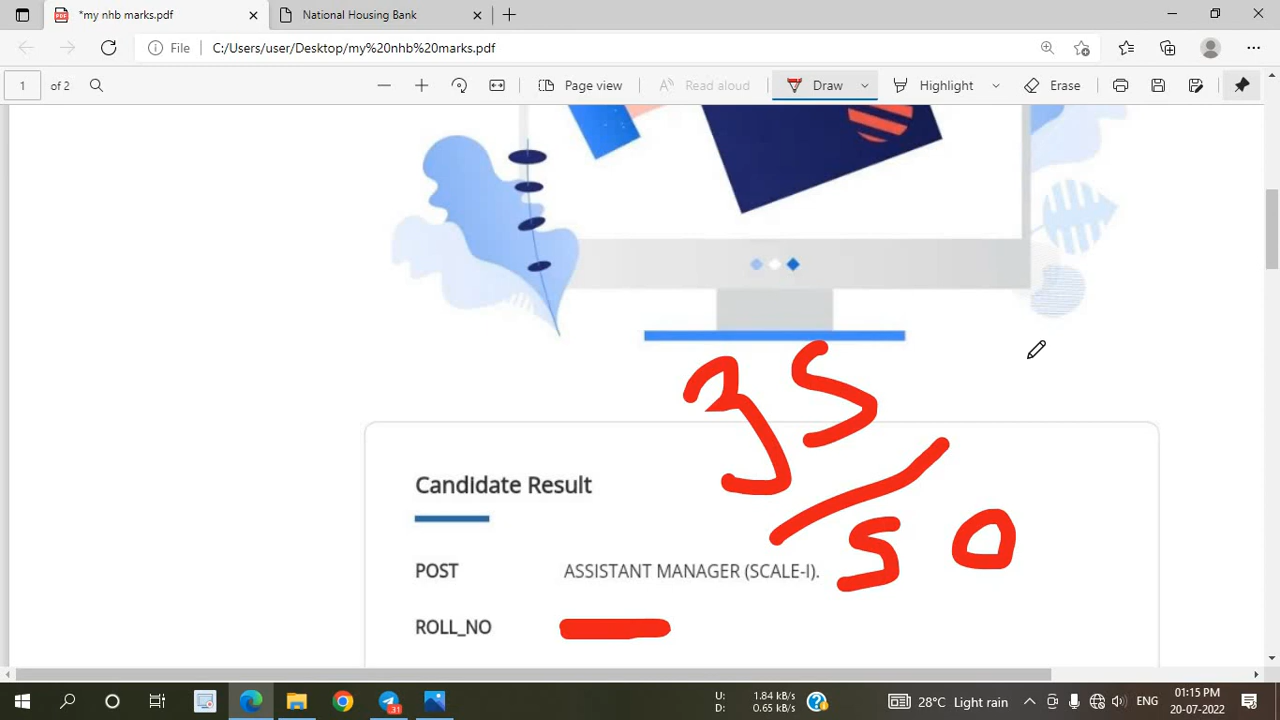 *my nhb marks.pdf
National Housing Bank
File
C:/Users/user/Desktop/my%20nhb%20marks.pdf
1 of 2
Page view
Read aloud
Draw
Highlight
Erase
35/50
Candidate Result
POST ASSISTANT MANAGER (SCALE-I).
ROLL_NO
U: 1.84 kB/s
D: 0.65 kB/s
28°C Light rain
ENG
01:15 PM
20-07-2022
31